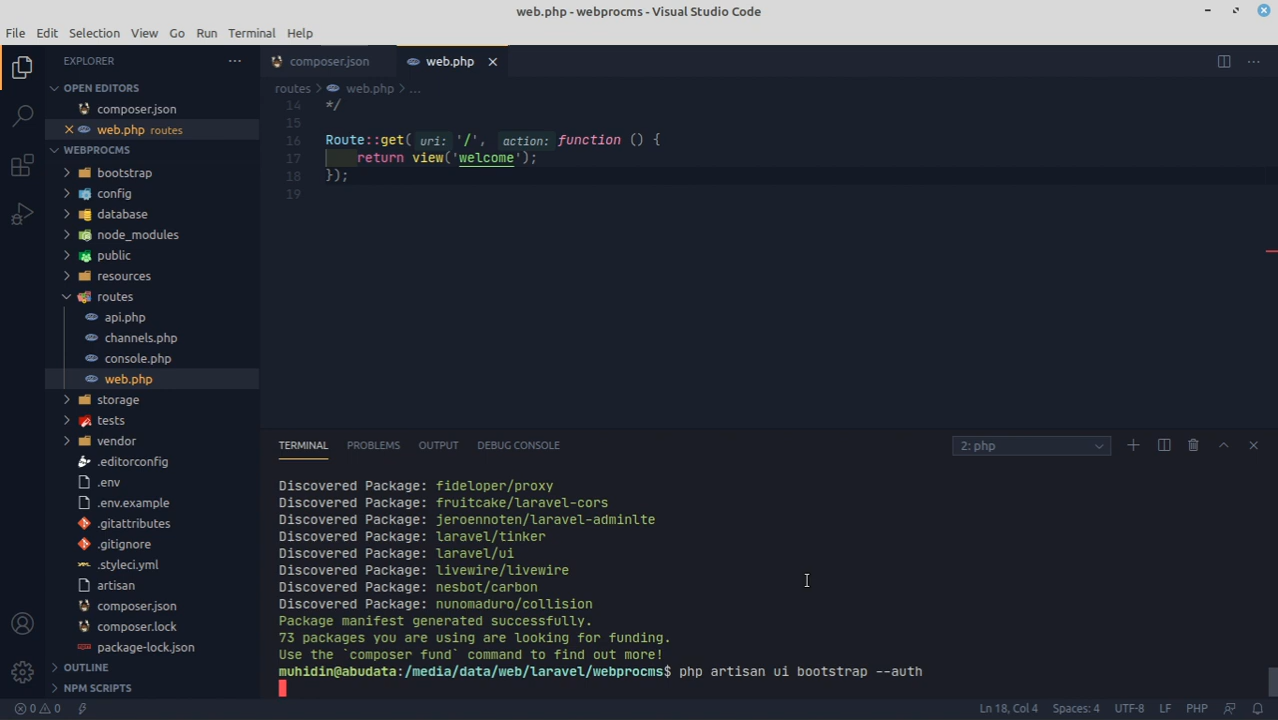 web.php - webprocms - Visual Studio Code
File Edit Selection View Go Run Terminal Help
EXPLORER
OPEN EDITORS
composer.json
web.php routes
WEBPROCMS
bootstrap
config
database
node_modules
public
resources
routes
api.php
channels.php
console.php
web.php
storage
tests
vendor
.editorconfig
.env
.env.example
.gitattributes
.gitignore
.styleci.yml
artisan
composer.json
composer.lock
package-lock.json
OUTLINE
NPM SCRIPTS
composer.json web.php
routes > web.php > ...
14 */
15
16 Route::get( uri: '/', action: function () {
17 return view('welcome');
18 });
19
TERMINAL PROBLEMS OUTPUT DEBUG CONSOLE 2: php
Discovered Package: fideloper/proxy
Discovered Package: fruitcake/laravel-cors
Discovered Package: jeroennoten/laravel-adminlte
Discovered Package: laravel/tinker
Discovered Package: laravel/ui
Discovered Package: livewire/livewire
Discovered Package: nesbot/carbon
Discovered Package: nunomaduro/collision
Package manifest generated successfully.
73 packages you are using are looking for funding.
Use the `composer fund` command to find out more!
muhidin@abudata:/media/data/web/laravel/webprocms$ php artisan ui bootstrap --auth
0 0 Ln 18, Col 4 Spaces: 4 UTF-8 LF PHP